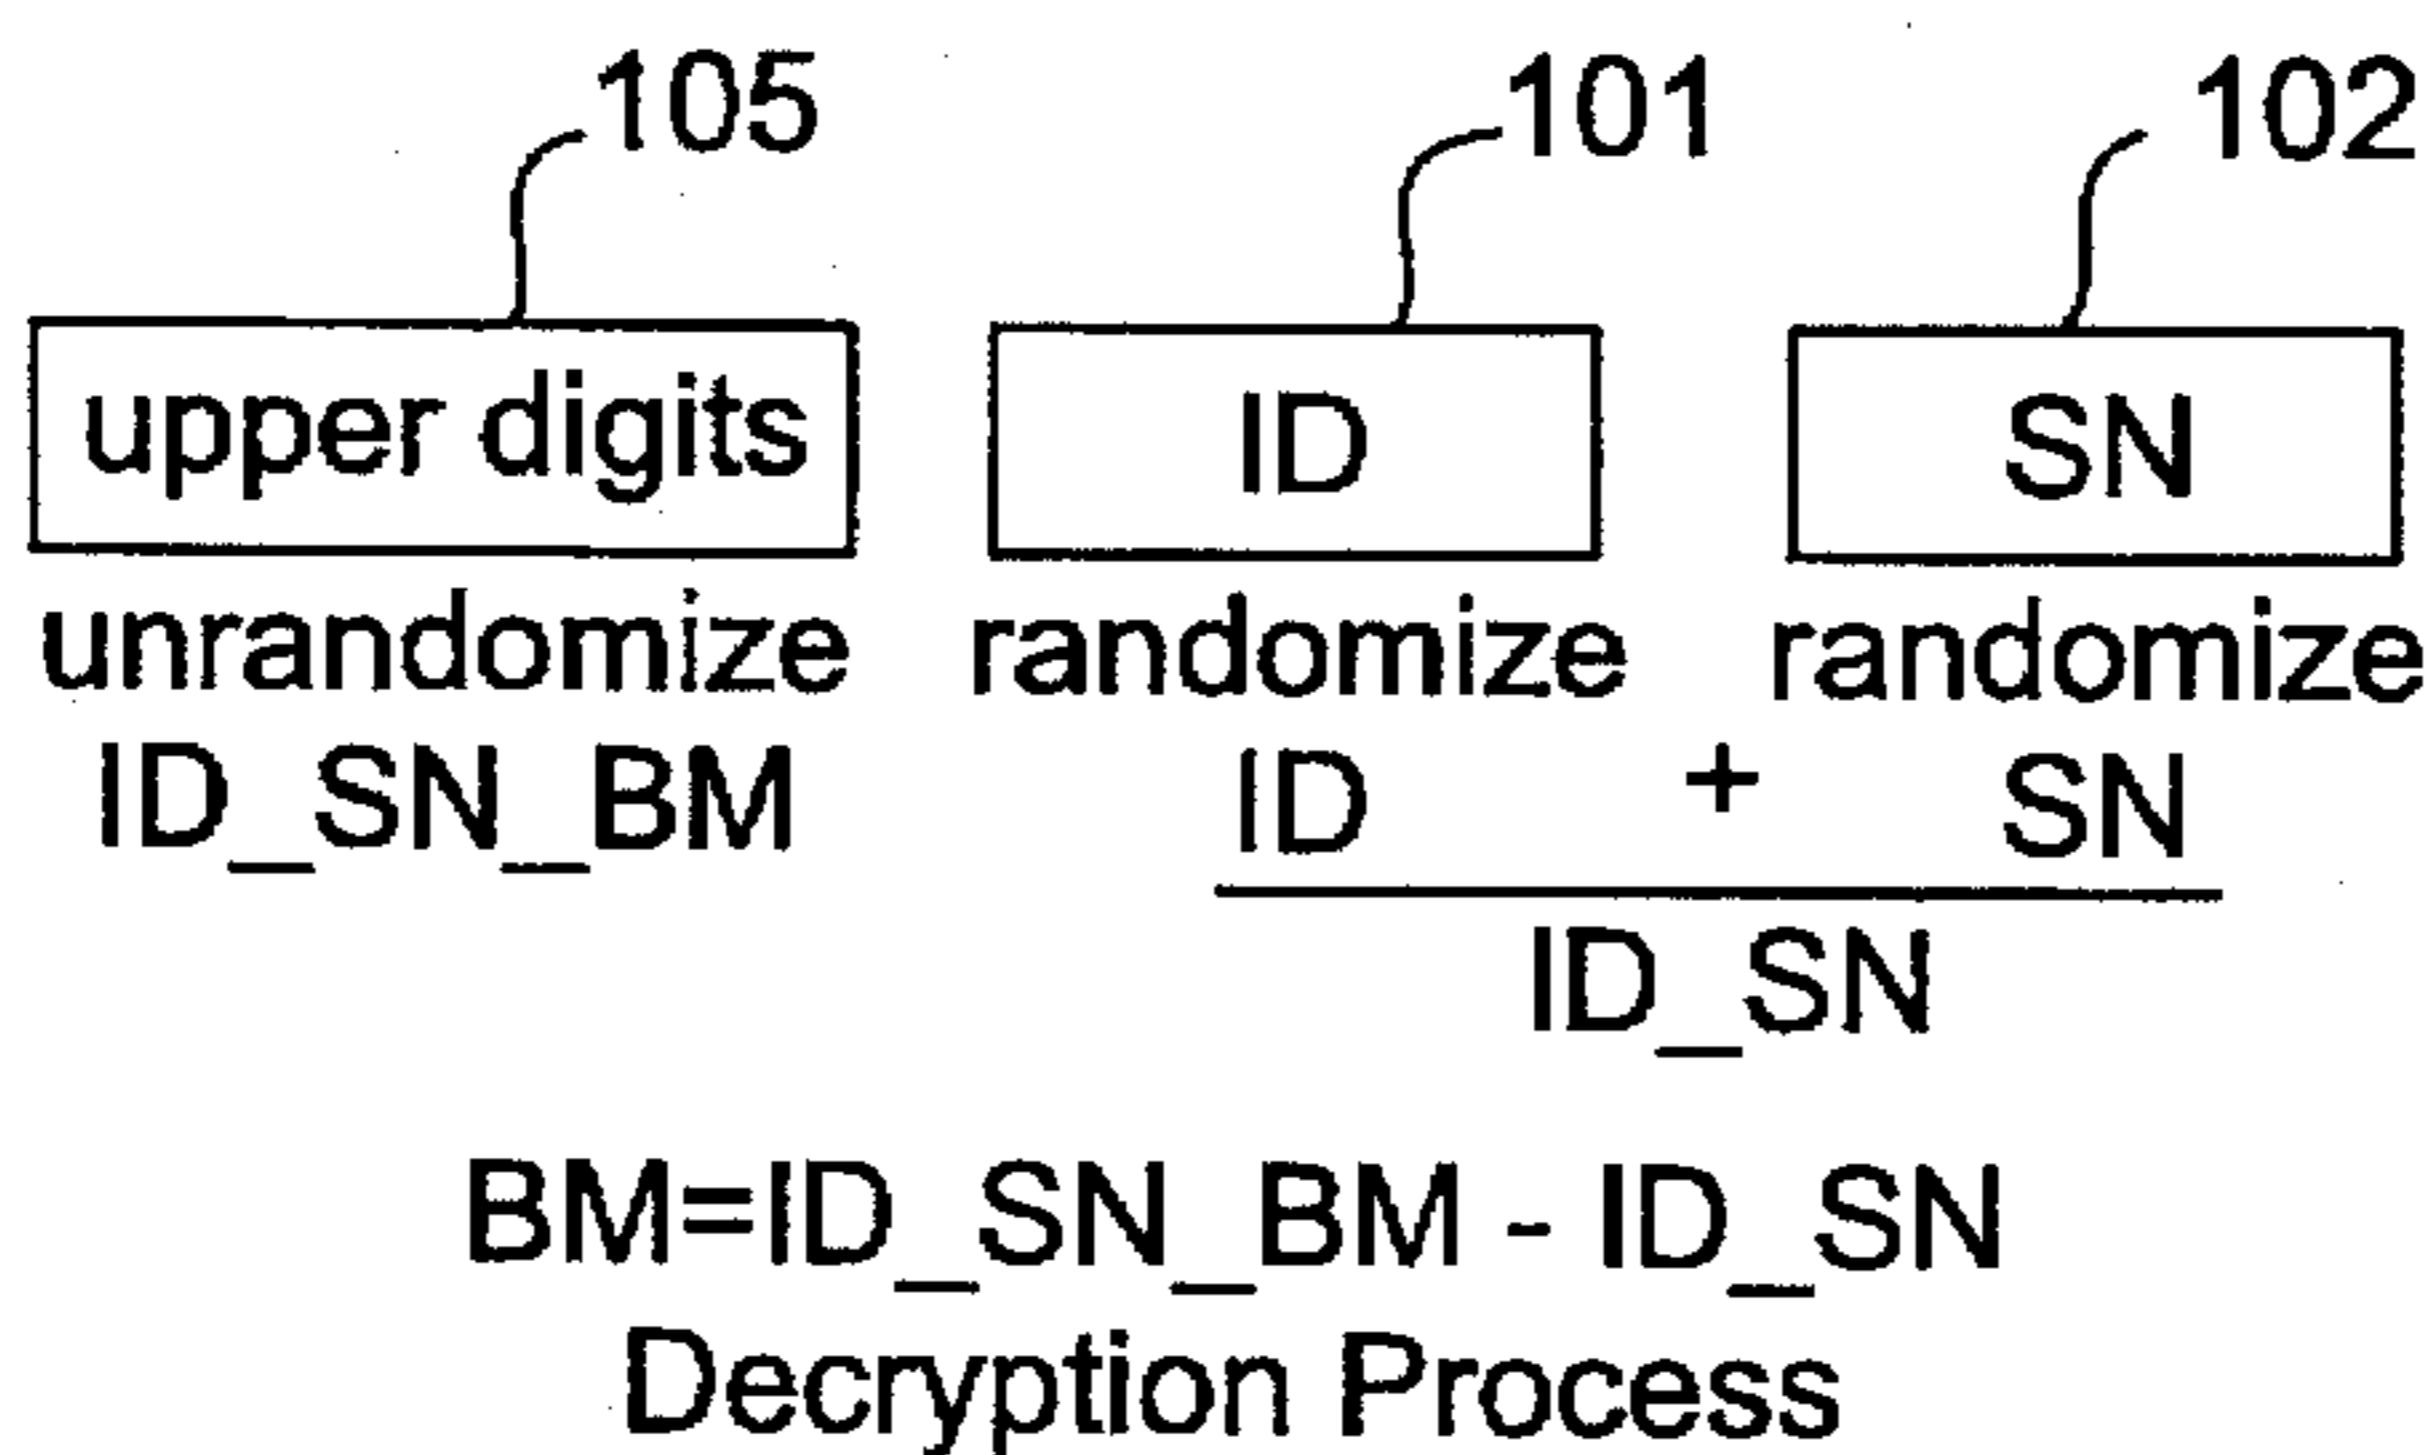 105 101 102
upper digits ID SN
unrandomize randomize randomize
ID_SN_BM ID + SN
ID_SN
BM=ID_SN_BM - ID_SN
Decryption Process